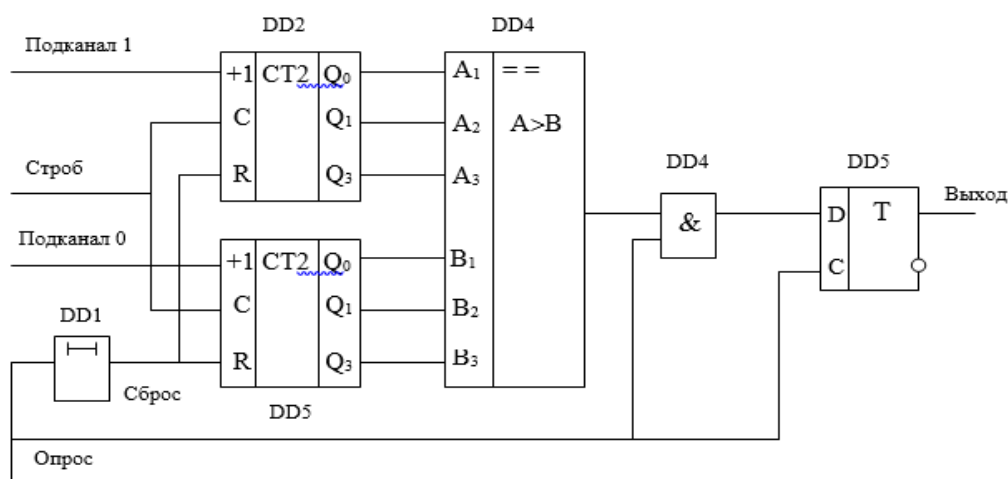 DD2
DD4
Подканал 1
+1 CT2 Q0
A1 = =
C
Q1
A2
A>B
Строб
R
Q3
A3
DD4
DD5
Выход
&
D T
Подканал 0
+1 CT2 Q0
B1
C
C
Q1
B2
DD1
R
Q3
B3
Сброс
DD5
Опрос